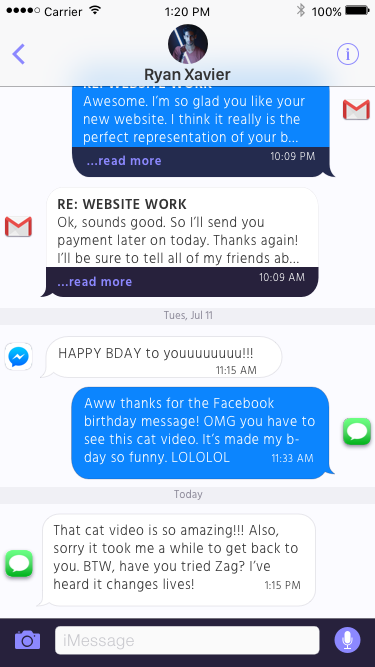 Carrier 1:20 PM 100%
Ryan Xavier
i
RE: WEBSITE WORK
Awesome. I'm so glad you like your
new website. I think it really is the
perfect representation of your b...
...read more 10:09 PM
RE: WEBSITE WORK
Ok, sounds good. So I'll send you
payment later on today. Thanks again!
I'll be sure to tell all of my friends ab...
...read more 10:09 AM
Tues, Jul 11
HAPPY BDAY to youuuuuuuu!!!
11:15 AM
Aww thanks for the Facebook
birthday message! OMG you have to
see this cat video. It's made my b-
day so funny. LOLOLOL 11:33 AM
Today
That cat video is so amazing!!! Also,
sorry it took me a while to get back to
you. BTW, have you tried Zag? I've
heard it changes lives! 1:15 PM
iMessage